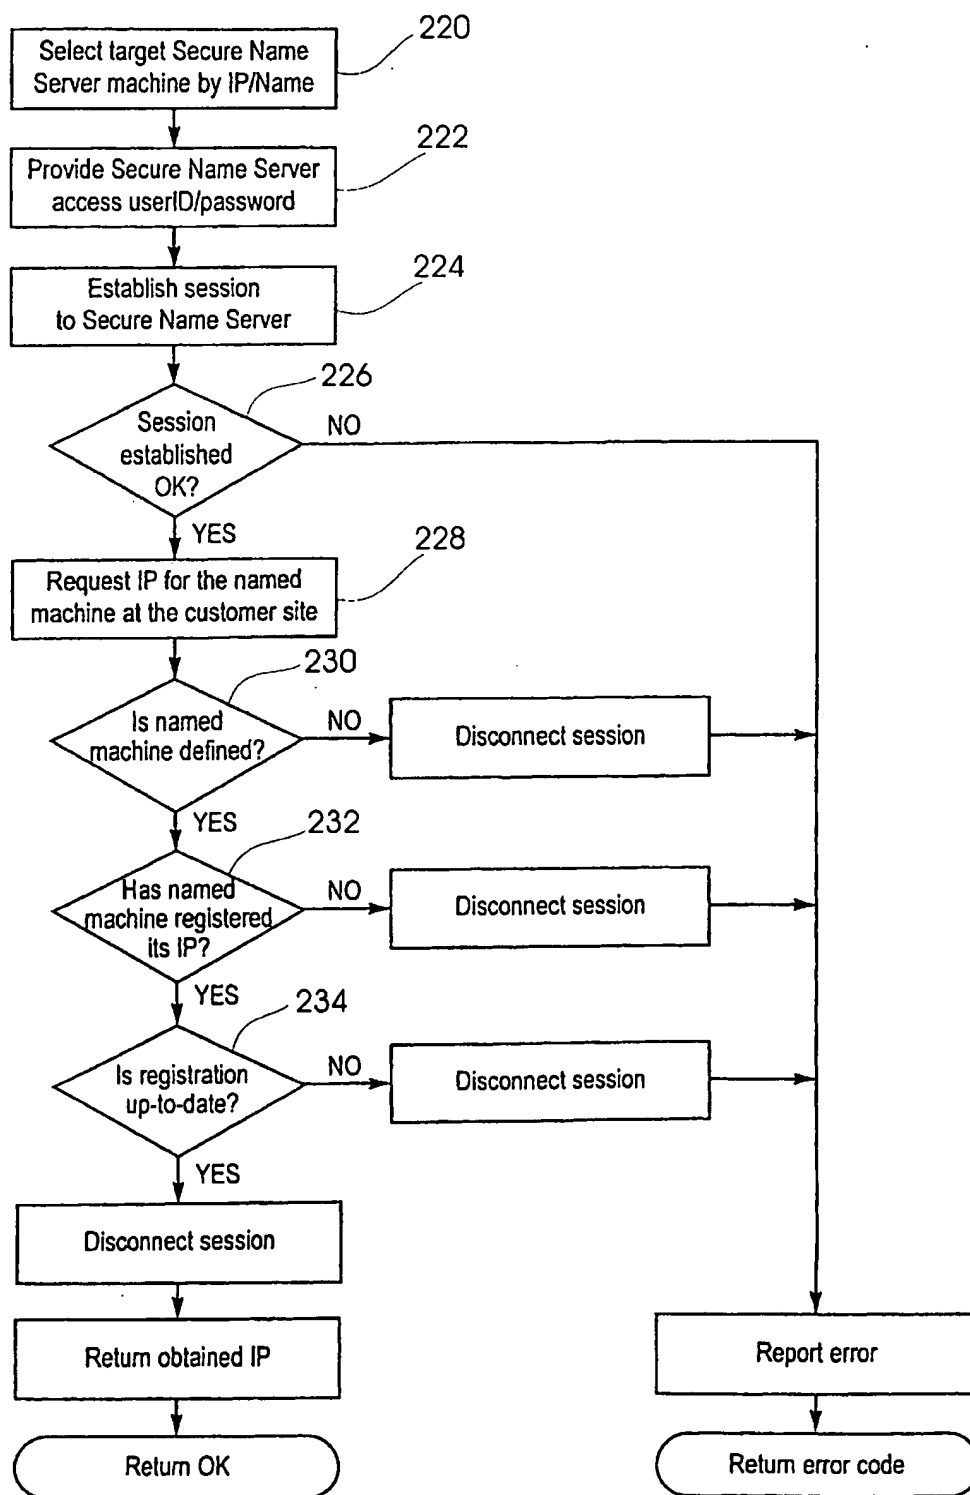 220
Select target Secure Name
Server machine by IP/Name
222
Provide Secure Name Server
access userID/password
224
Establish session
to Secure Name Server
226
Session
established
OK?
NO
YES
228
Request IP for the named
machine at the customer site
230
Is named
machine defined?
NO
Disconnect session
YES
232
Has named
machine registered
its IP?
NO
Disconnect session
YES
234
Is registration
up-to-date?
NO
Disconnect session
YES
Disconnect session
Return obtained IP
Report error
Return OK
Return error code